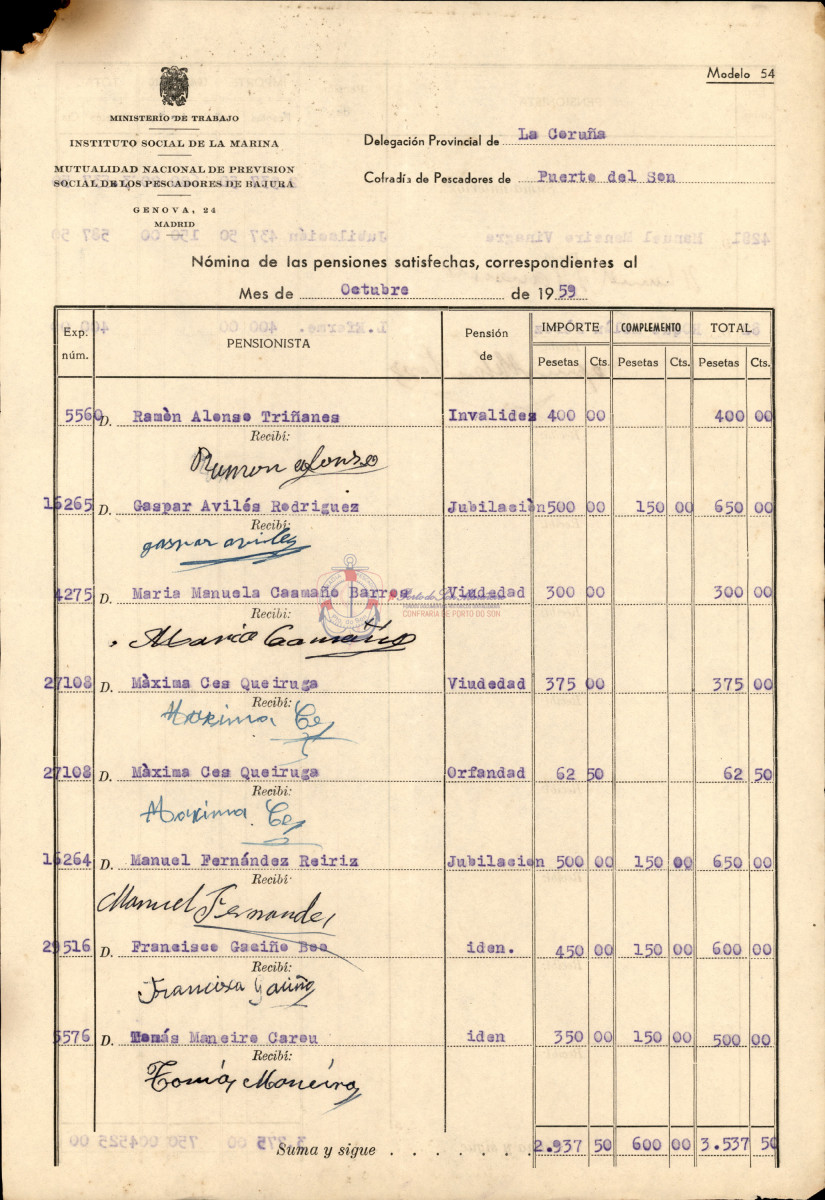 Modelo 54
MINISTERIO DE TRABAJO
INSTITUTO SOCIAL DE LA MARINA
MUTUALIDAD NACIONAL DE PREVISION
SOCIAL DE LOS PESCADORES DE BAJURA
GENOVA, 24
MADRID
Delegación Provincial de La Coruña
Cofradía de Pescadores de Puerto del Son
Nómina de las pensiones satisfechas, correspondientes al
Mes de Octubre de 1959
Exp. núm. PENSIONISTA Pensión de IMPORTE COMPLEMENTO TOTAL
Pesetas Cts. Pesetas Cts. Pesetas Cts.
5560 D. Ramòn Alonso Triñanes Invalidez 400 00 400 00
Recibí:
Ramon alonso
16265 D. Gaspar Avilés Rodriguez Jubilaciòn 500 00 150 00 650 00
Recibí:
gaspar aviles
4275 D. Maria Manuela Caamaño Barros Viudedad 300 00 300 00
Recibí:
CONFRARIA DE PORTO DO SON
Maria Caamaño
27108 D. Màxima Ces Queiruga Viudedad 375 00 375 00
Recibí:
Maxima Ces
27108 D. Màxima Ces Queiruga Orfandad 62 50 62 50
Recibí:
Maxima Ces
16264 D. Manuel Fernández Reiriz Jubilacion 500 00 150 00 650 00
Recibí:
Manuel Fernandez
29516 D. Francisco Gaciño Boo iden. 450 00 150 00 600 00
Recibí:
Francisca Gaciño
5576 D. Tomás Maneiro Careu iden 350 00 150 00 500 00
Recibí:
Tomás Maneiro
Suma y sigue . . . . . . . 2.937 50 600 00 3.537 50